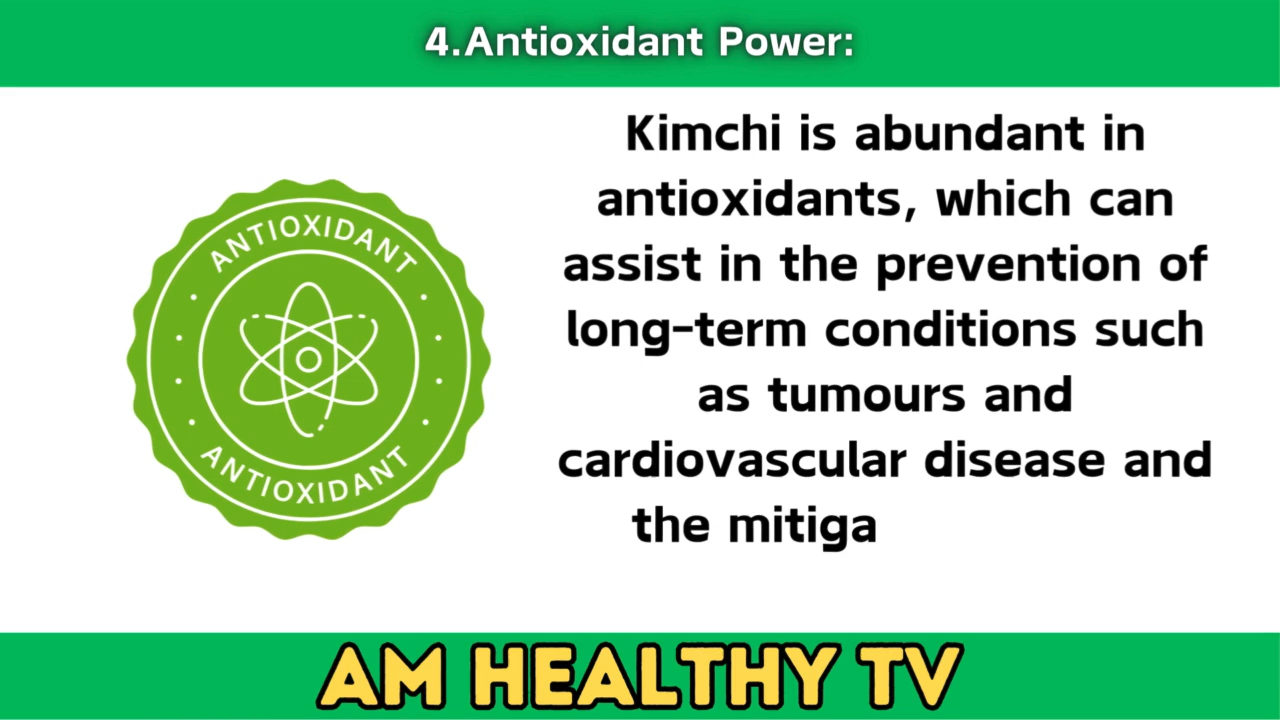 4.Antioxidant Power:
Kimchi is abundant in
antioxidants, which can
assist in the prevention of
long-term conditions such
as tumours and
cardiovascular disease and
the mitiga
ANTIOXIDANT
ANTIOXIDANT
AM HEALTHY TV